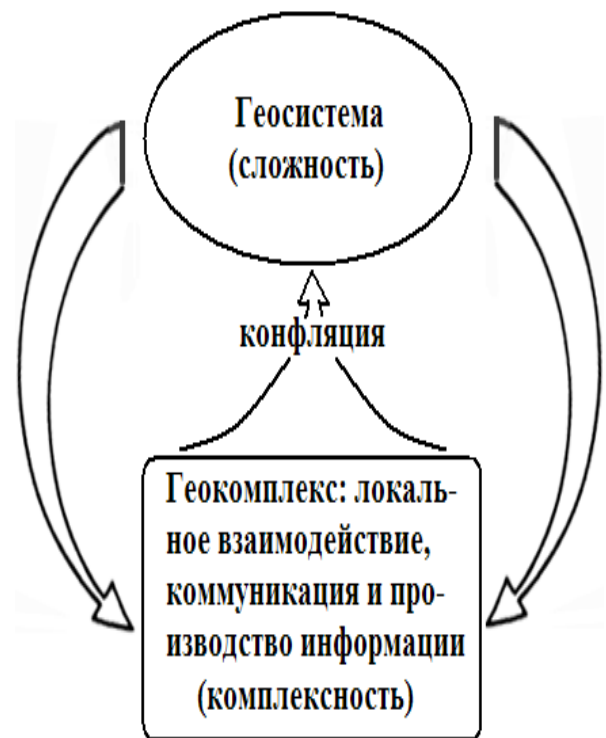 Геосистема
(сложность)
конфляция
Геокомплекс: локаль-
ное взаимодействие,
коммуникация и про-
изводство информации
(комплексность)